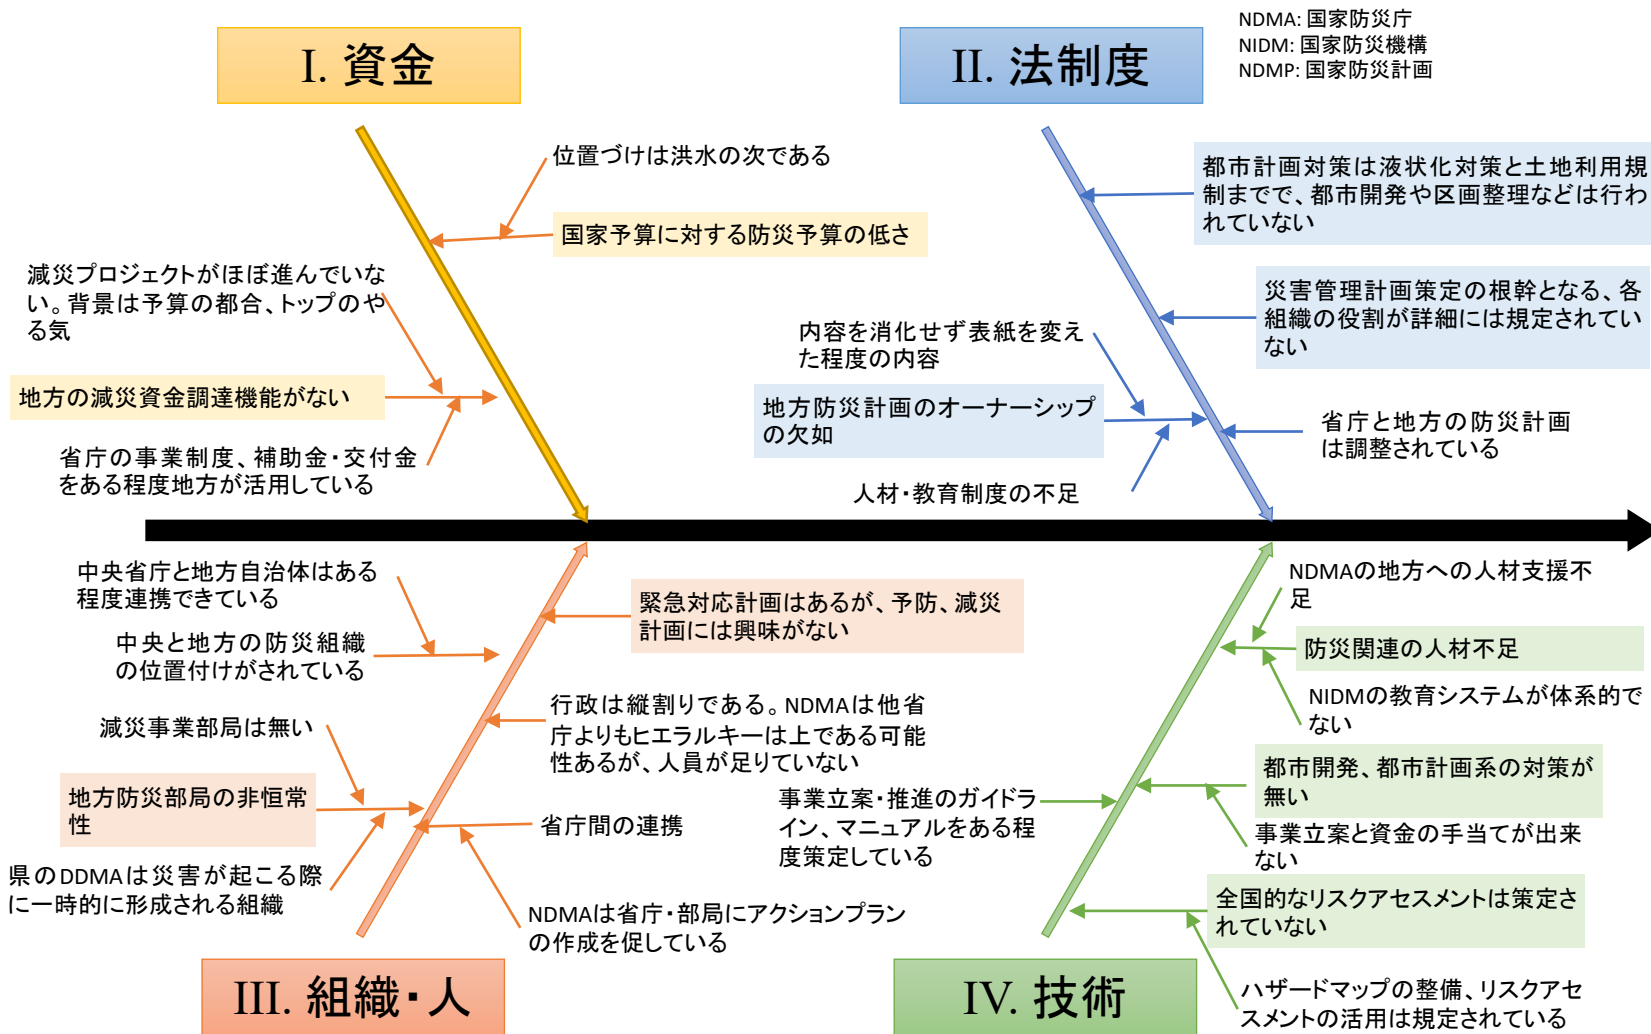 I. 資金
II. 法制度
NDMA: 国家防災庁
NIDM: 国家防災機構
NDMP: 国家防災計画
位置づけは洪水の次である
国家予算に対する防災予算の低さ
減災プロジェクトがほぼ進んでいな
い。背景は予算の都合、トップのや
る気
地方の減災資金調達機能がない
省庁の事業制度、補助金・交付金
をある程度地方が活用している
都市計画対策は液状化対策と土地利用規
制までで、都市開発や区画整理などは行わ
れていない
災害管理計画策定の根幹となる、各
組織の役割が詳細には規定されてい
ない
内容を消化せず表紙を変え
た程度の内容
地方防災計画のオーナーシップ
の欠如
省庁と地方の防災計画
は調整されている
人材・教育制度の不足
中央省庁と地方自治体はある
程度連携できている
緊急対応計画はあるが、予防、減災
計画には興味がない
中央と地方の防災組織
の位置付けがされている
減災事業部局は無い
行政は縦割りである。NDMAは他省
庁よりもヒエラルキーは上である可能
性あるが、人員が足りていない
地方防災部局の非恒常
性
省庁間の連携
県のDDMAは災害が起こる際
に一時的に形成される組織
NDMAは省庁・部局にアクションプラン
の作成を促している
NDMAの地方への人材支援不
足
防災関連の人材不足
NIDMの教育システムが体系的で
ない
都市開発、都市計画系の対策が
無い
事業立案・推進のガイドラ
イン、マニュアルをある程
度策定している
事業立案と資金の手当てが出来
ない
全国的なリスクアセスメントは策定さ
れていない
ハザードマップの整備、リスクアセ
スメントの活用は規定されている
III. 組織・人
IV. 技術